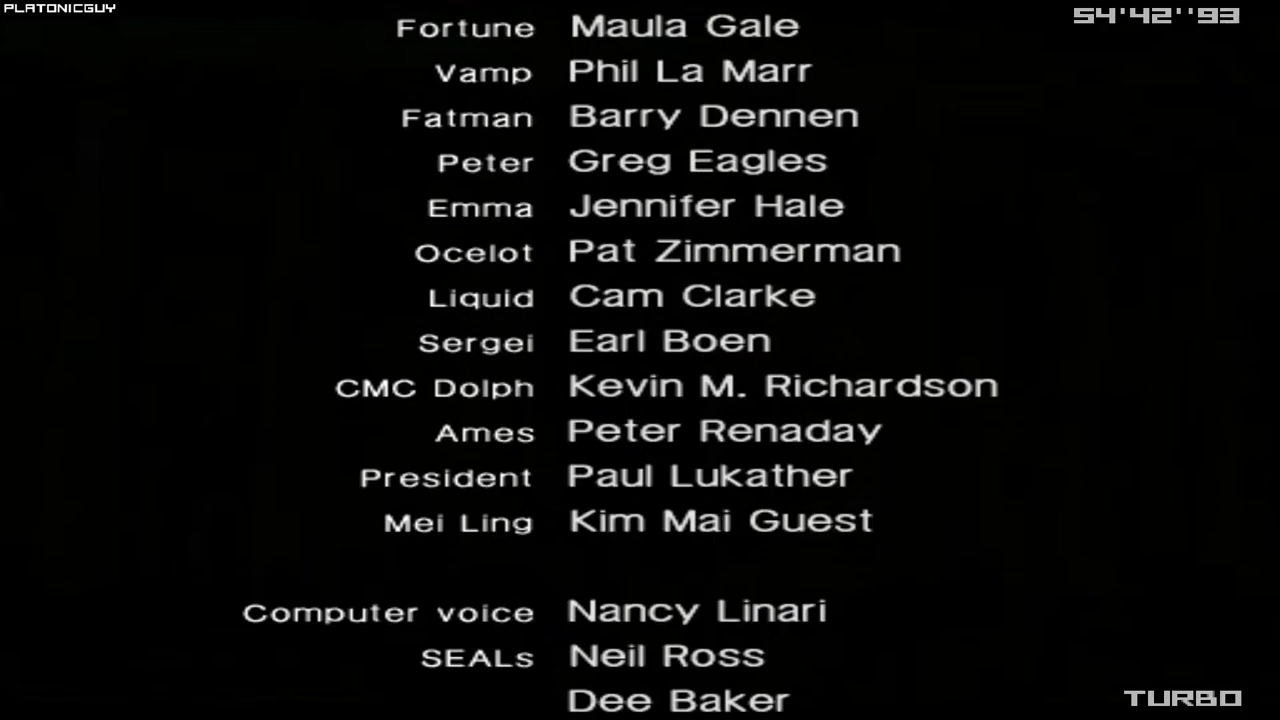 PLATONICGUY
54'42''93
Fortune Maula Gale
Vamp Phil La Marr
Fatman Barry Dennen
Peter Greg Eagles
Emma Jennifer Hale
Ocelot Pat Zimmerman
Liquid Cam Clarke
Sergei Earl Boen
CMC Dolph Kevin M. Richardson
Ames Peter Renaday
President Paul Lukather
Mei Ling Kim Mai Guest
Computer voice Nancy Linari
SEALs Neil Ross
Dee Baker
TURBO